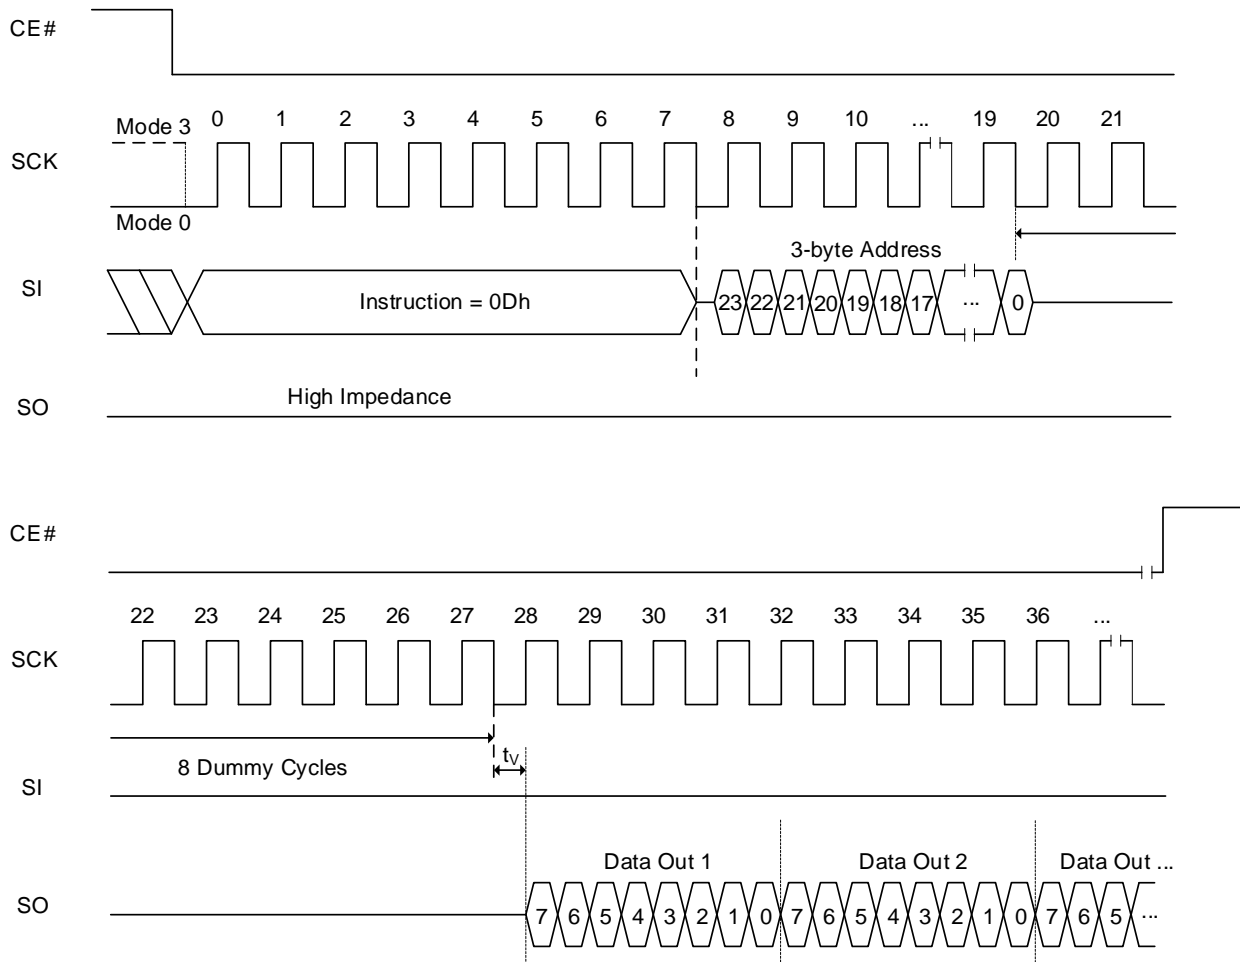 CE#
Mode 3 0 1 2 3 4 5 6 7 8 9 10 ... 19 20 21
SCK
Mode 0
3-byte Address
SI Instruction = 0Dh 23 22 21 20 19 18 17 ... 0
High Impedance
SO
CE#
22 23 24 25 26 27 28 29 30 31 32 33 34 35 36 ...
SCK
8 Dummy Cycles tV
SI
Data Out 1 Data Out 2 Data Out ...
SO 7 6 5 4 3 2 1 0 7 6 5 4 3 2 1 0 7 6 5 ...